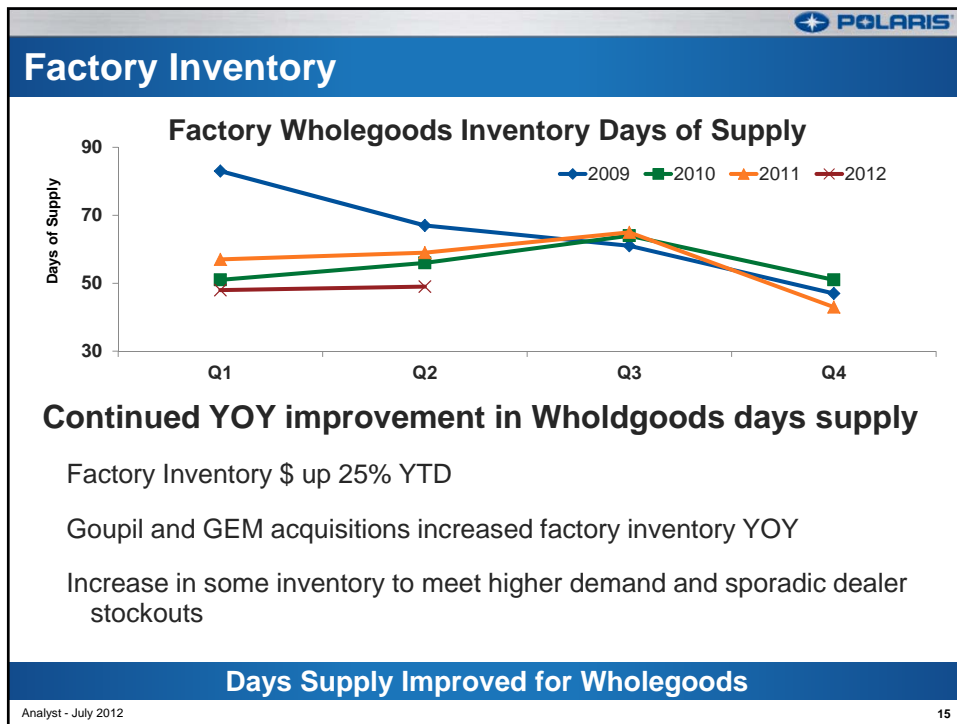 POLARIS
Factory Inventory
Factory Wholegoods Inventory Days of Supply
90
70
50
30
Days of Supply
2009 2010 2011 2012
Q1 Q2 Q3 Q4
Continued YOY improvement in Wholdgoods days supply
Factory Inventory $ up 25% YTD
Goupil and GEM acquisitions increased factory inventory YOY
Increase in some inventory to meet higher demand and sporadic dealer
stockouts
Days Supply Improved for Wholegoods
Analyst - July 2012
15